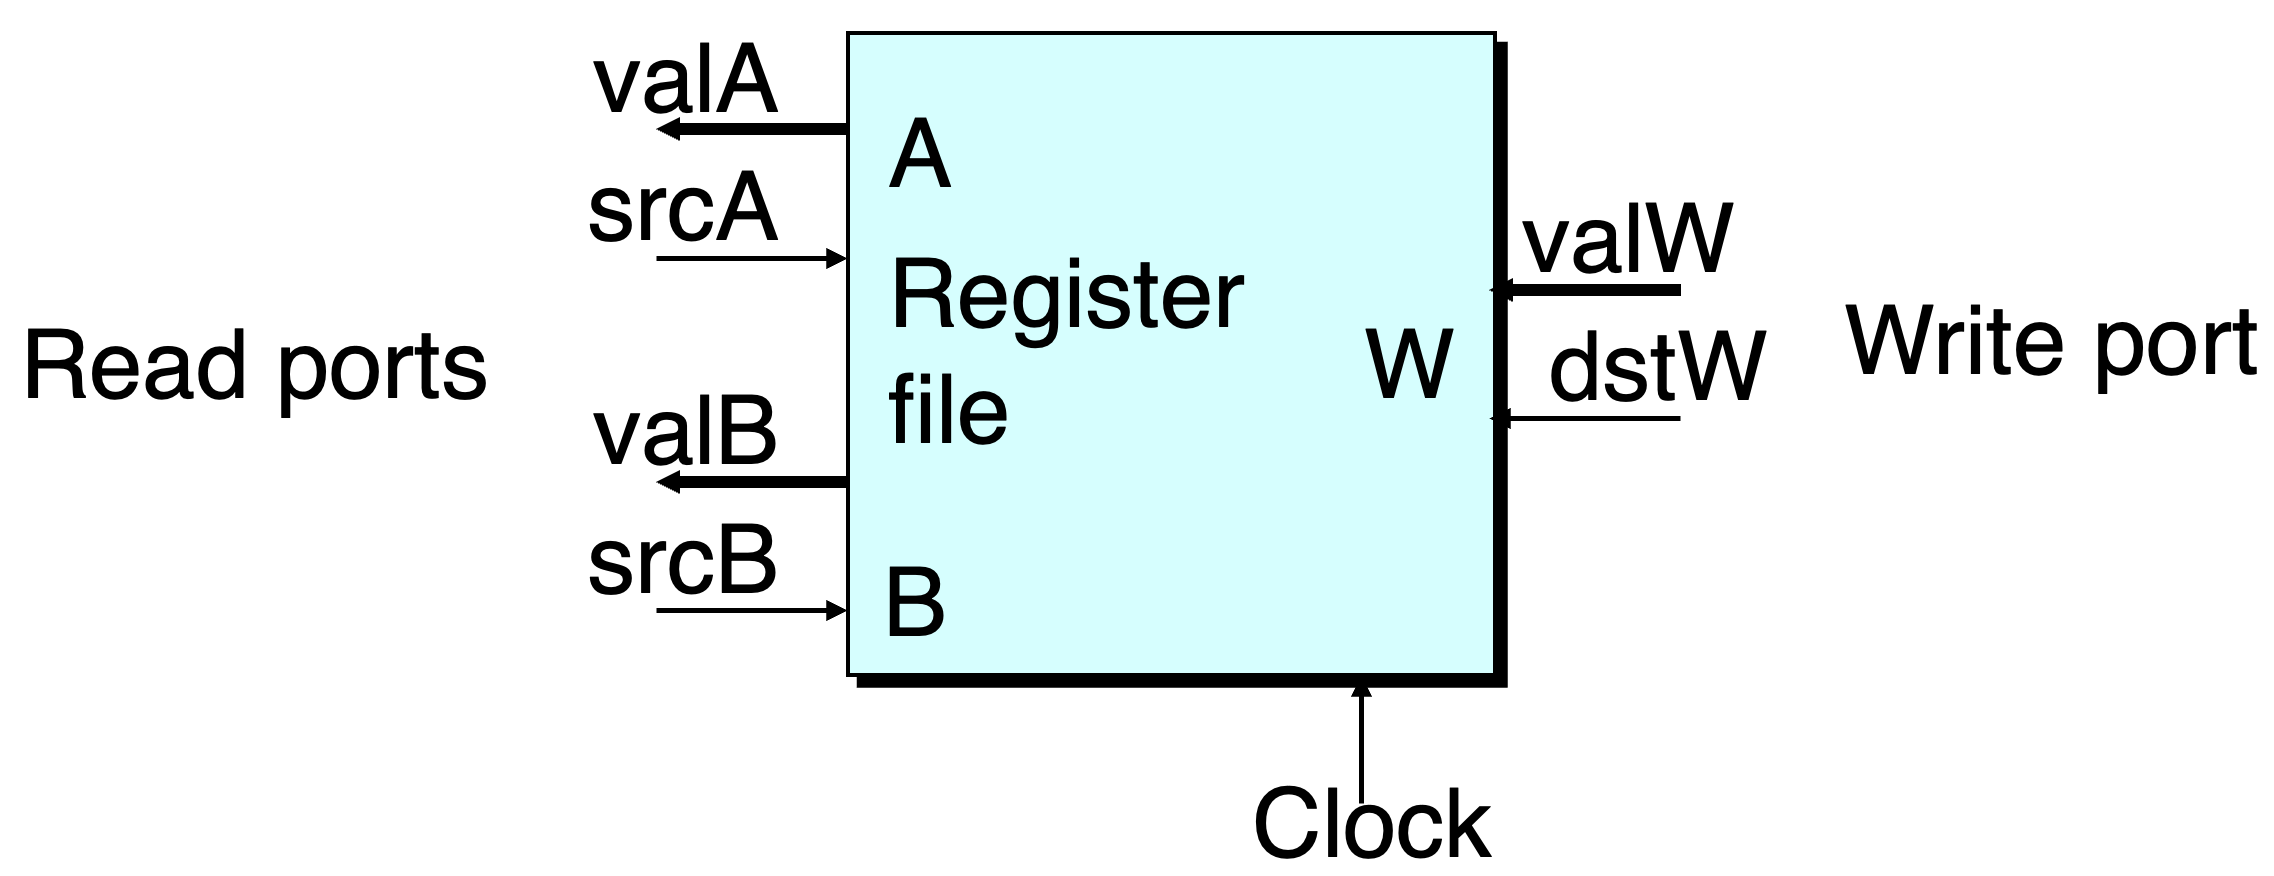 valA
A
srcA
Register
file
valB
srcB
B
Read ports
W
valW
dstW
Write port
Clock